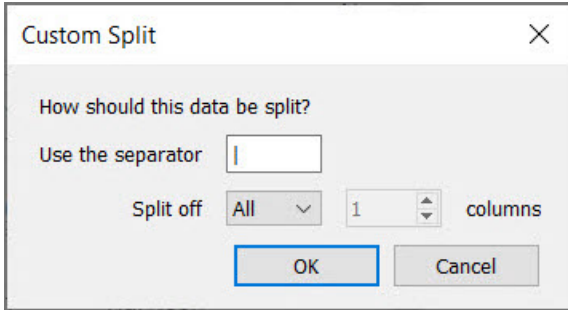 Custom Split
How should this data be split?
Use the separator
Split off All 1 columns
OK Cancel